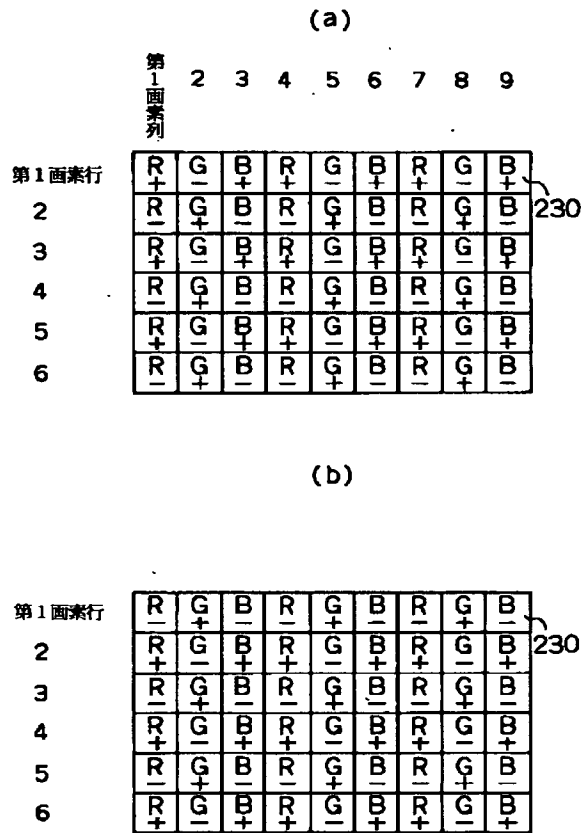 (a)
第1画素列 2 3 4 5 6 7 8 9
第1画素行 R+ G- B+ R+ G- B+ R+ G- B+
230
2 R- G+ B- R- G+ B- R- G+ B-
3 R+ G- B+ R+ G- B+ R+ G- B+
4 R- G+ B- R- G+ B- R- G+ B-
5 R+ G- B+ R+ G- B+ R+ G- B+
6 R- G+ B- R- G+ B- R- G+ B-
(b)
第1画素行 R- G+ B- R- G+ B- R- G+ B-
230
2 R+ G- B+ R+ G- B+ R+ G- B+
3 R- G+ B- R- G+ B- R- G+ B-
4 R+ G- B+ R+ G- B+ R+ G- B+
5 R- G+ B- R- G+ B- R- G+ B-
6 R+ G- B+ R+ G- B+ R+ G- B+